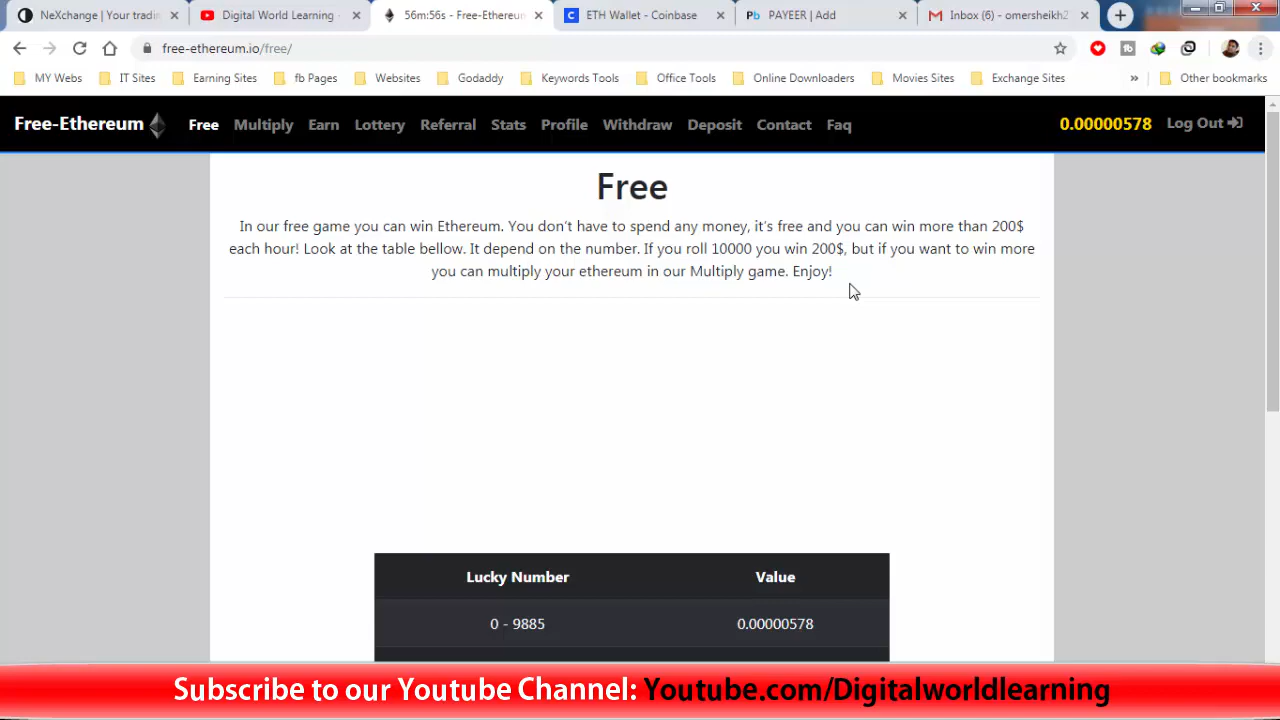 NeXchange | Your tradi
Digital World Learning -
56m:56s - Free-Ethereu
ETH Wallet - Coinbase
PAYEER | Add
Inbox (6) - omersheikh2
free-ethereum.io/free/
MY Webs
IT Sites
Earning Sites
fb Pages
Websites
Godaddy
Keywords Tools
Office Tools
Online Downloaders
Movies Sites
Exchange Sites
»
Other bookmarks
Free-Ethereum
Free
Multiply
Earn
Lottery
Referral
Stats
Profile
Withdraw
Deposit
Contact
Faq
0.00000578
Log Out
Free
In our free game you can win Ethereum. You don't have to spend any money, it's free and you can win more than 200$
each hour! Look at the table bellow. It depend on the number. If you roll 10000 you win 200$, but if you want to win more
you can multiply your ethereum in our Multiply game. Enjoy!
Lucky Number Value
0 - 9885 0.00000578
Subscribe to our Youtube Channel: Youtube.com/Digitalworldlearning